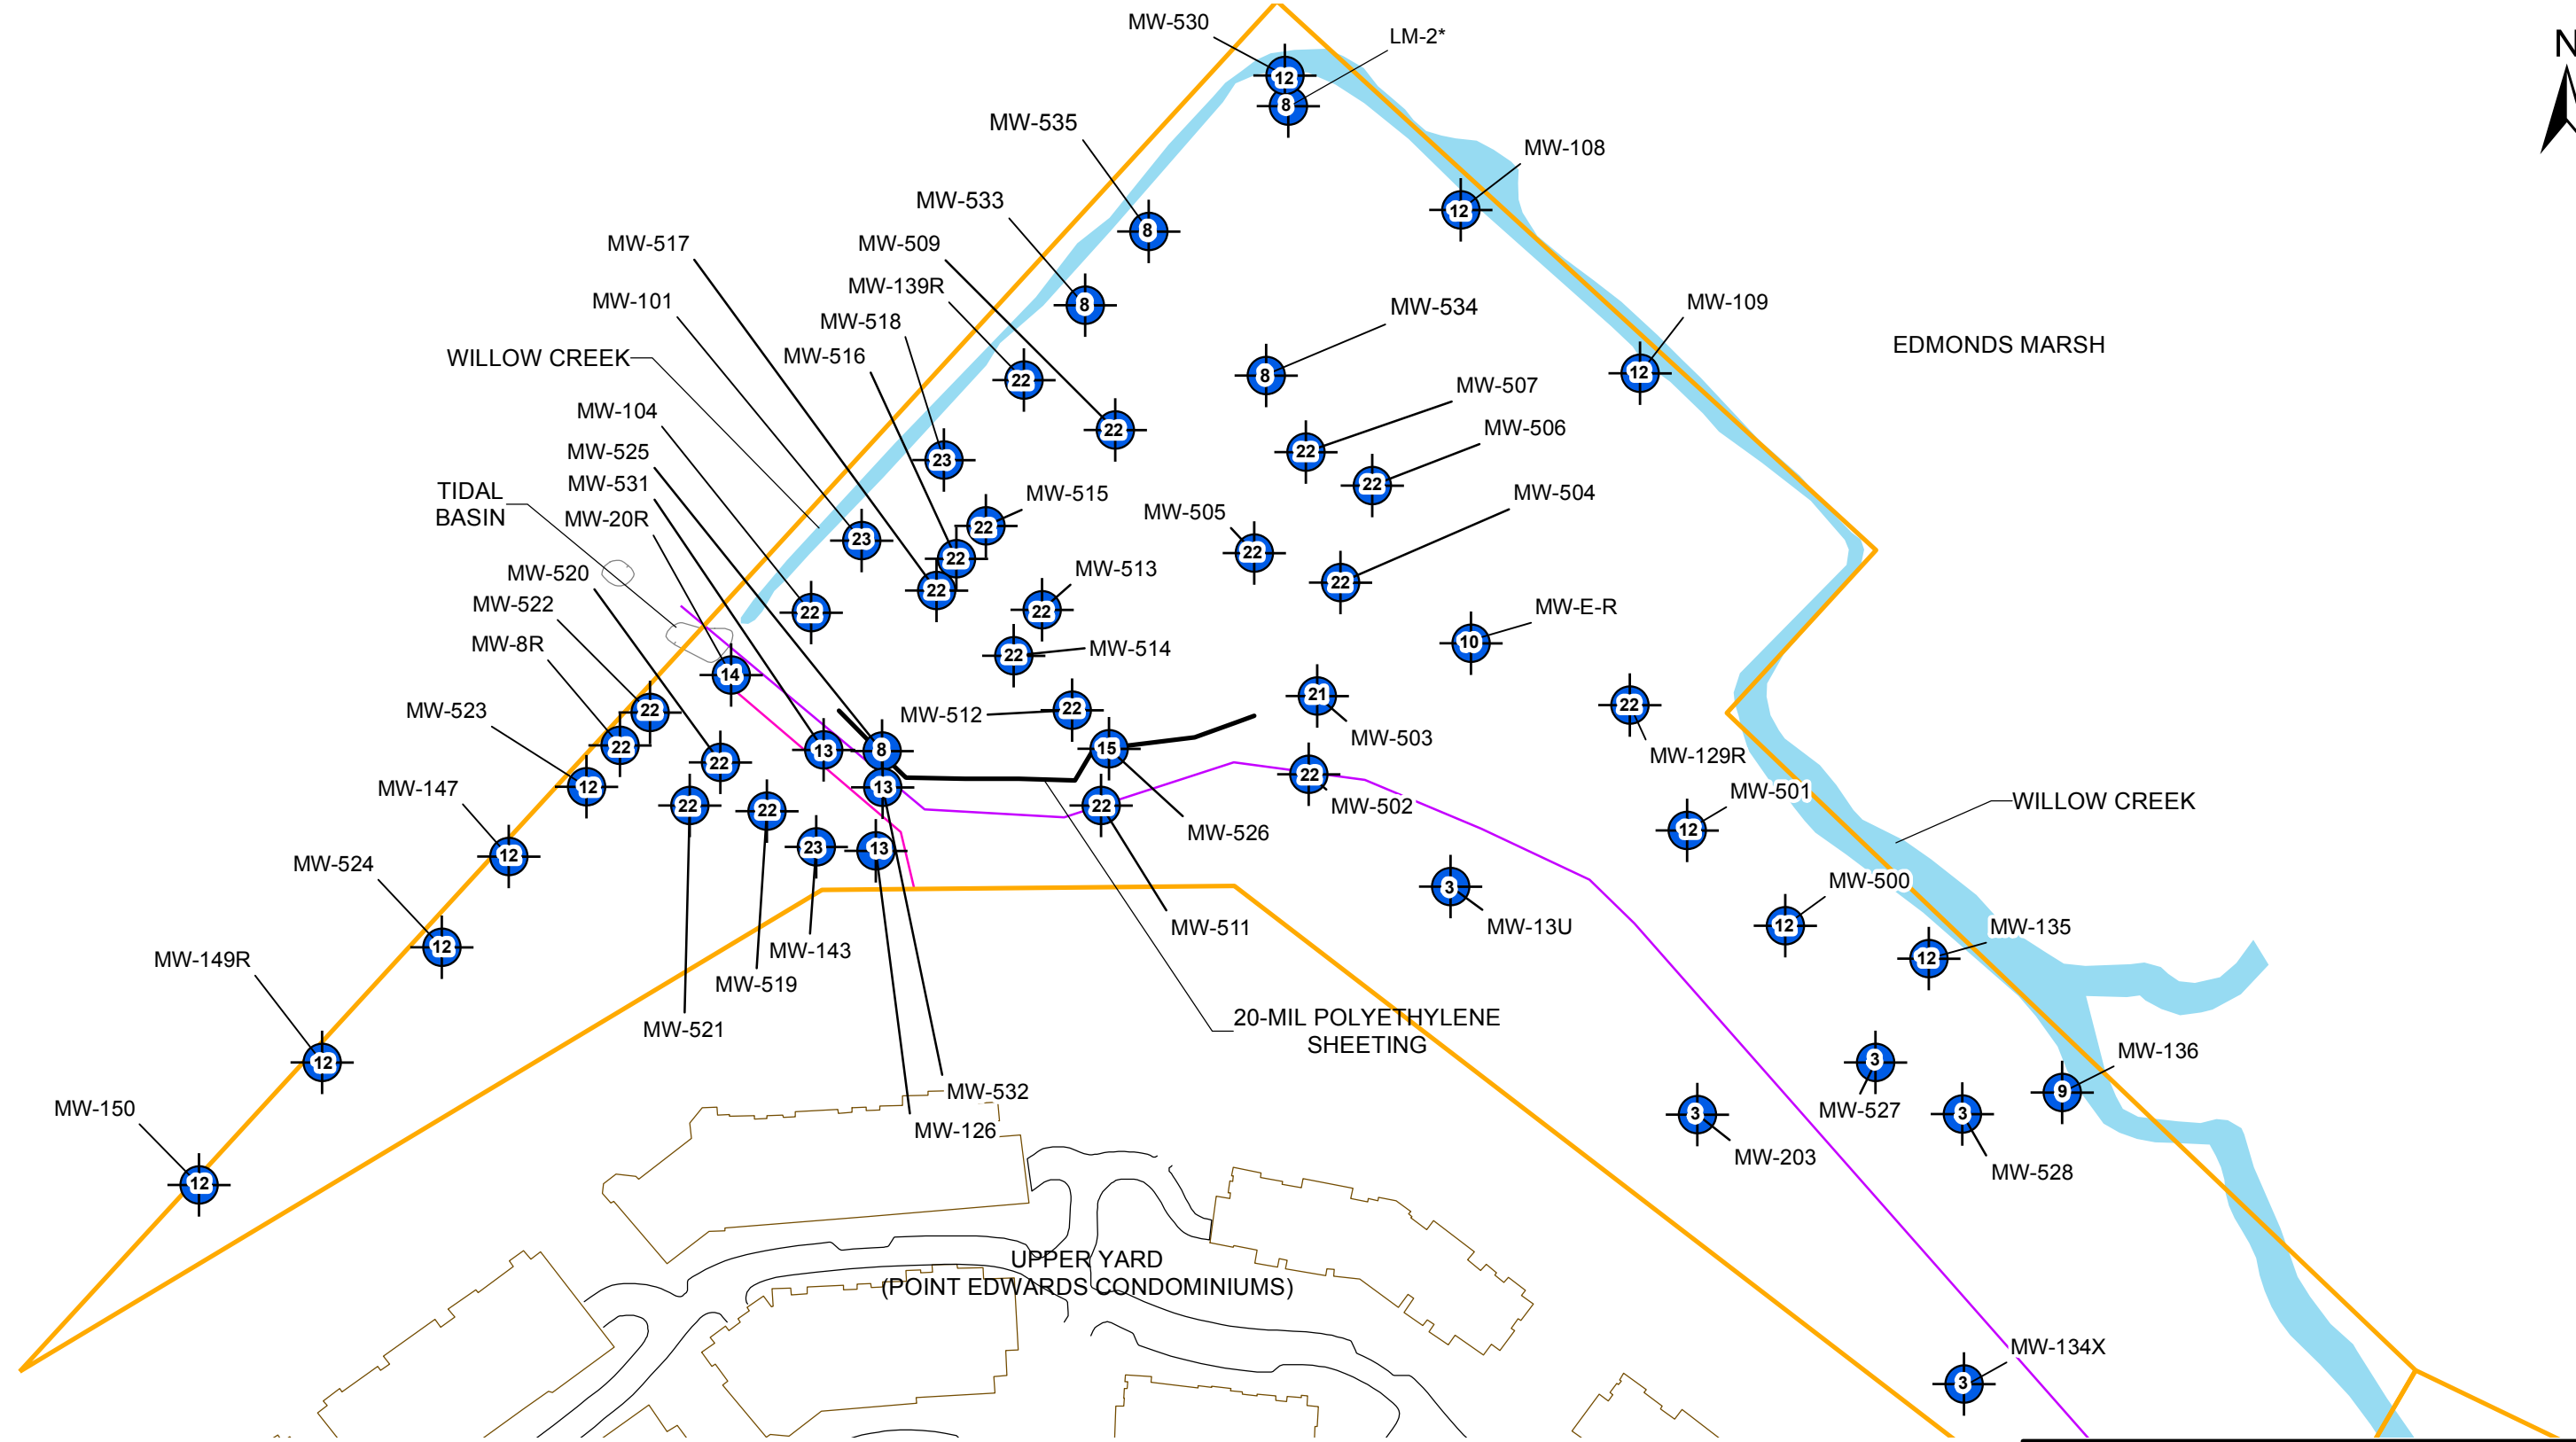 MW-530
LM-2*
N
12
8
MW-535
MW-108
12
MW-533
8
MW-517
MW-509
MW-139R
MW-101
8
MW-534
MW-109
MW-518
EDMONDS MARSH
WILLOW CREEK
MW-516
22
8
12
MW-507
MW-104
22
MW-506
MW-525
23
22
MW-531
22
TIDAL
BASIN
MW-515
MW-504
MW-20R
22
MW-505
23
22
22
MW-520
MW-513
22
22
MW-522
22
22
MW-E-R
MW-8R
22
MW-514
10
14
MW-523
22
MW-512
22
21
22
22
MW-503
13
8
15
MW-129R
22
22
MW-147
12
13
MW-502
MW-501
WILLOW CREEK
22
22
22
MW-526
12
23
13
MW-524
12
MW-500
3
MW-511
MW-13U
MW-135
12
MW-143
12
12
MW-149R
MW-519
20-MIL POLYETHYLENE
SHEETING
MW-521
MW-136
12
3
MW-532
9
MW-150
MW-527
3
3
MW-126
MW-203
MW-528
12
UPPER YARD
(POINT EDWARDS CONDOMINIUMS)
MW-134X
3